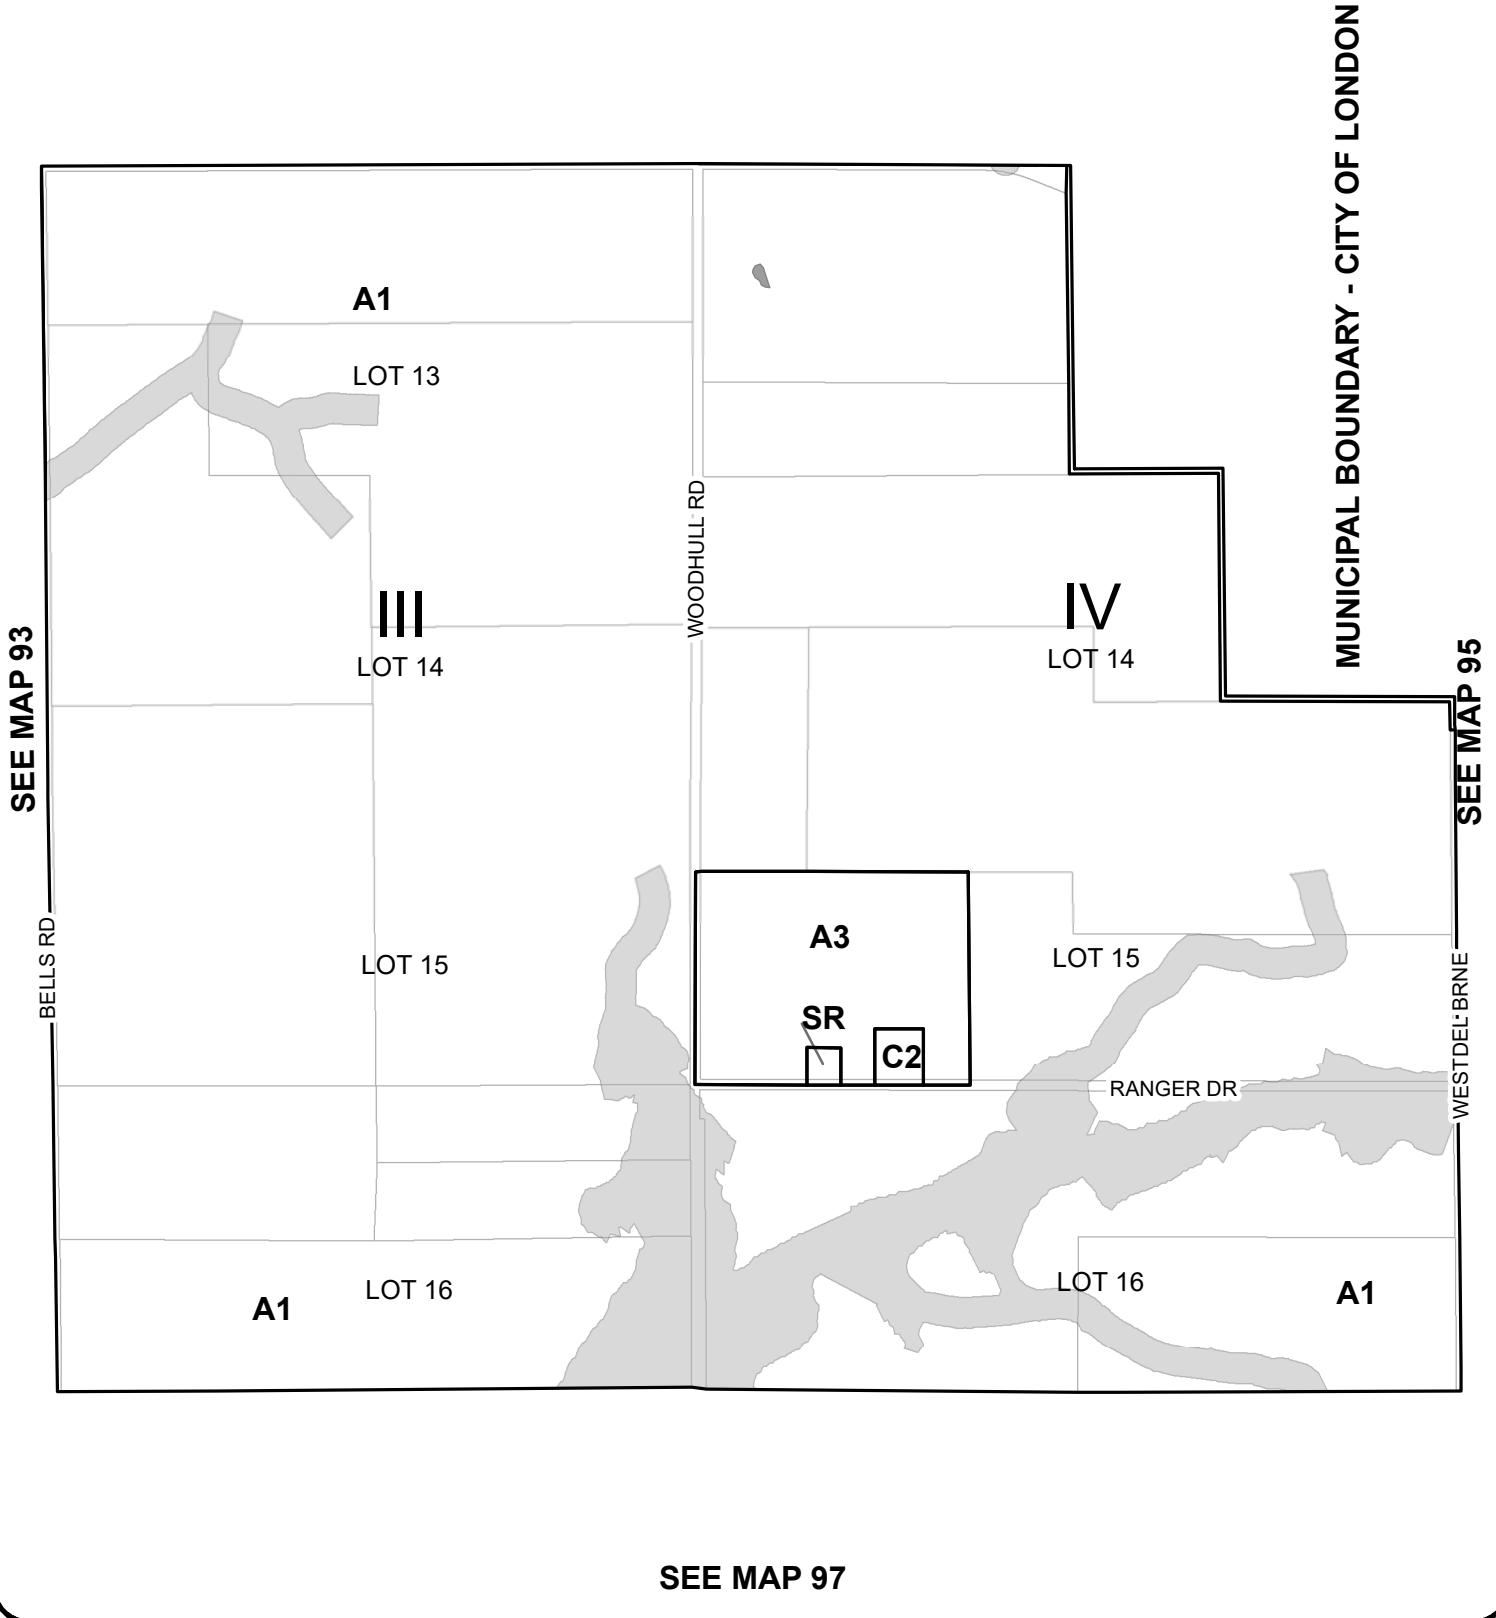 MUNICIPAL BOUNDARY - CITY OF LONDON
A1
LOT 13
WOODHULL RD
III
IV
LOT 14
LOT 14
SEE MAP 93
SEE MAP 95
A3
BELLS RD
LOT 15
LOT 15
SR
C2
WESTDEL BRNE
RANGER DR
LOT 16
LOT 16
A1
A1
SEE MAP 97